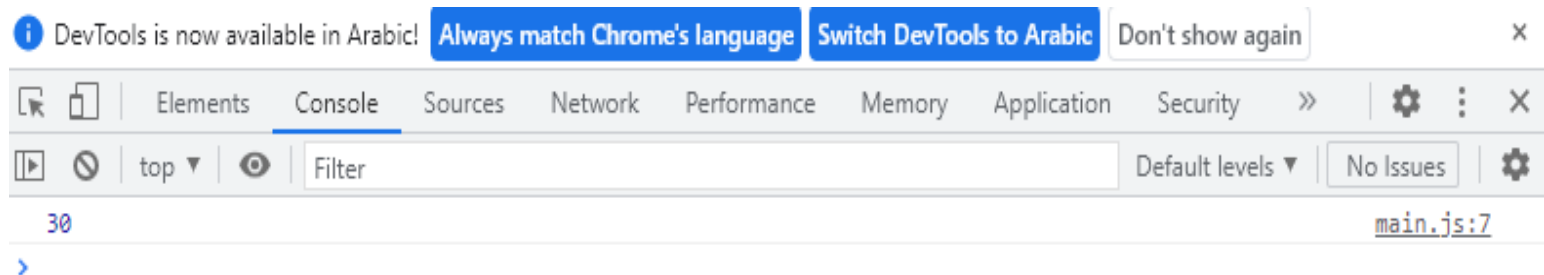 DevTools is now available in Arabic! Always match Chrome's language Switch DevTools to Arabic Don't show again ×
Elements Console Sources Network Performance Memory Application Security »
top ▼ Filter Default levels ▼ No Issues
30 main.js:7
>